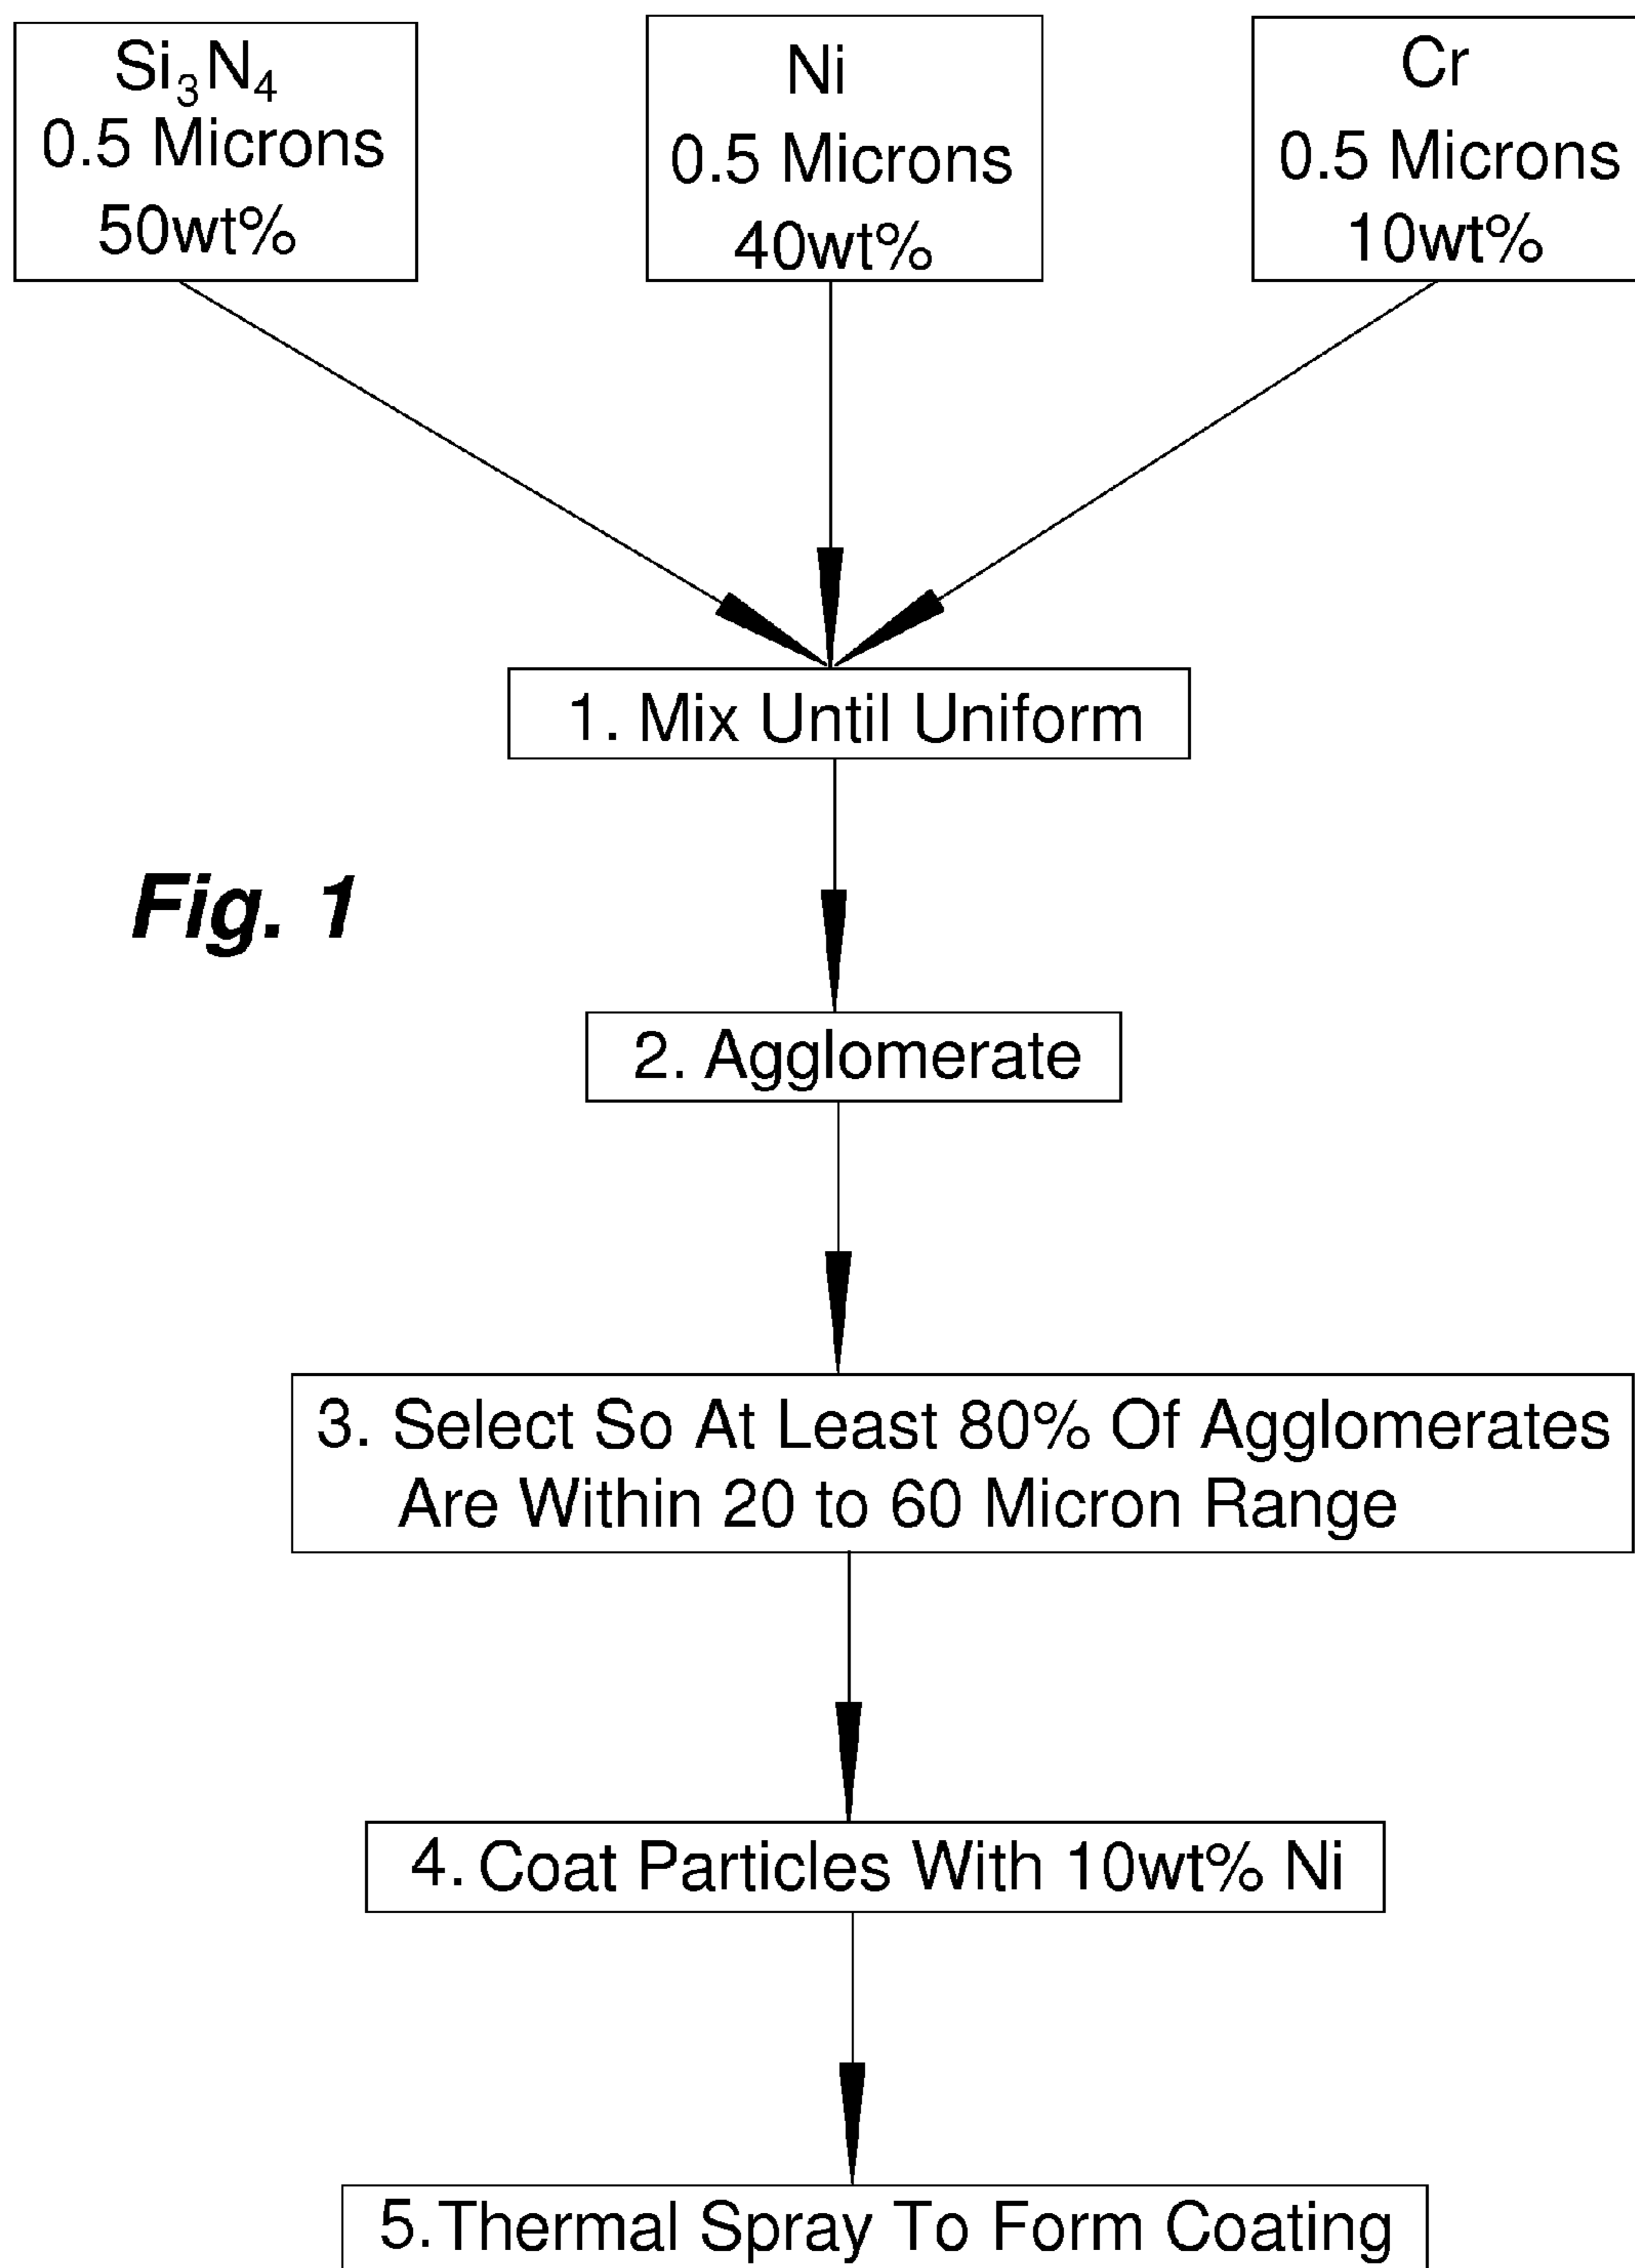 Si₃N₄
0.5 Microns
50wt%
Ni
0.5 Microns
40wt%
Cr
0.5 Microns
10wt%
1. Mix Until Uniform
Fig. 1
2. Agglomerate
3. Select So At Least 80% Of Agglomerates
Are Within 20 to 60 Micron Range
4. Coat Particles With 10wt% Ni
5. Thermal Spray To Form Coating